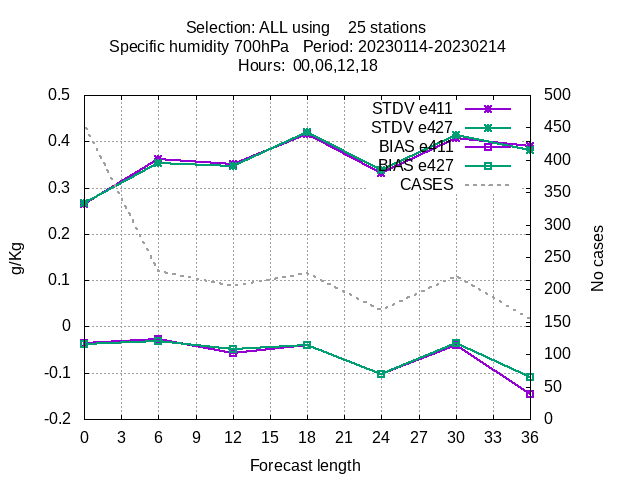 Selection: ALL using 25 stations
Specific humidity 700hPa Period: 20230114-20230214
Hours: 00,06,12,18
0.5 500
STDV e411
450
STDV e427
0.4 BIAS e411 400
BIAS e427
350
CASES
0.3 300
0.2 250
g/Kg No cases
0.1 200
0 150
-0.1 100
50
-0.2 0
0 3 6 9 12 15 18 21 24 27 30 33 36
Forecast length